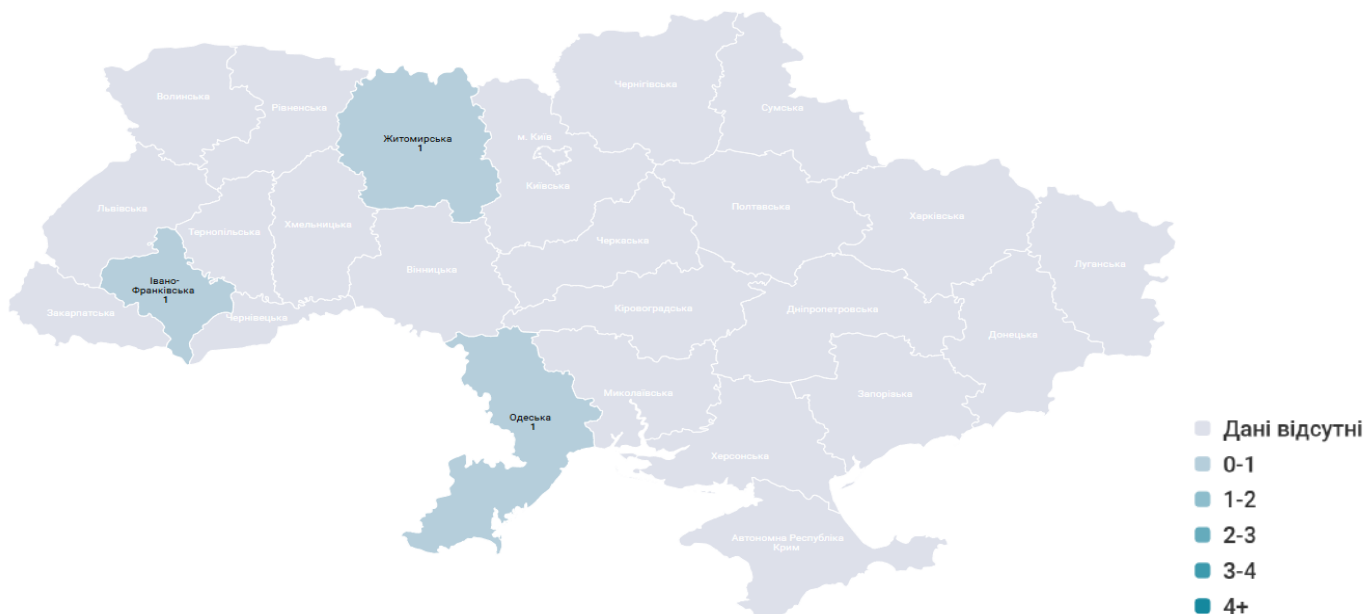 Волинська
Рівненська
Житомирська
1
м. Київ
Київська
Чернігівська
Сумська
Львівська
Тернопільська
Хмельницька
Вінницька
Черкаська
Полтавська
Харківська
Луганська
Івано-
Франківська
1
Закарпатська
Чернівецька
Кіровоградська
Дніпропетровська
Донецька
Одеська
1
Миколаївська
Запорізька
Херсонська
Автономна Республіка
Крим
Дані відсутні
0-1
1-2
2-3
3-4
4+